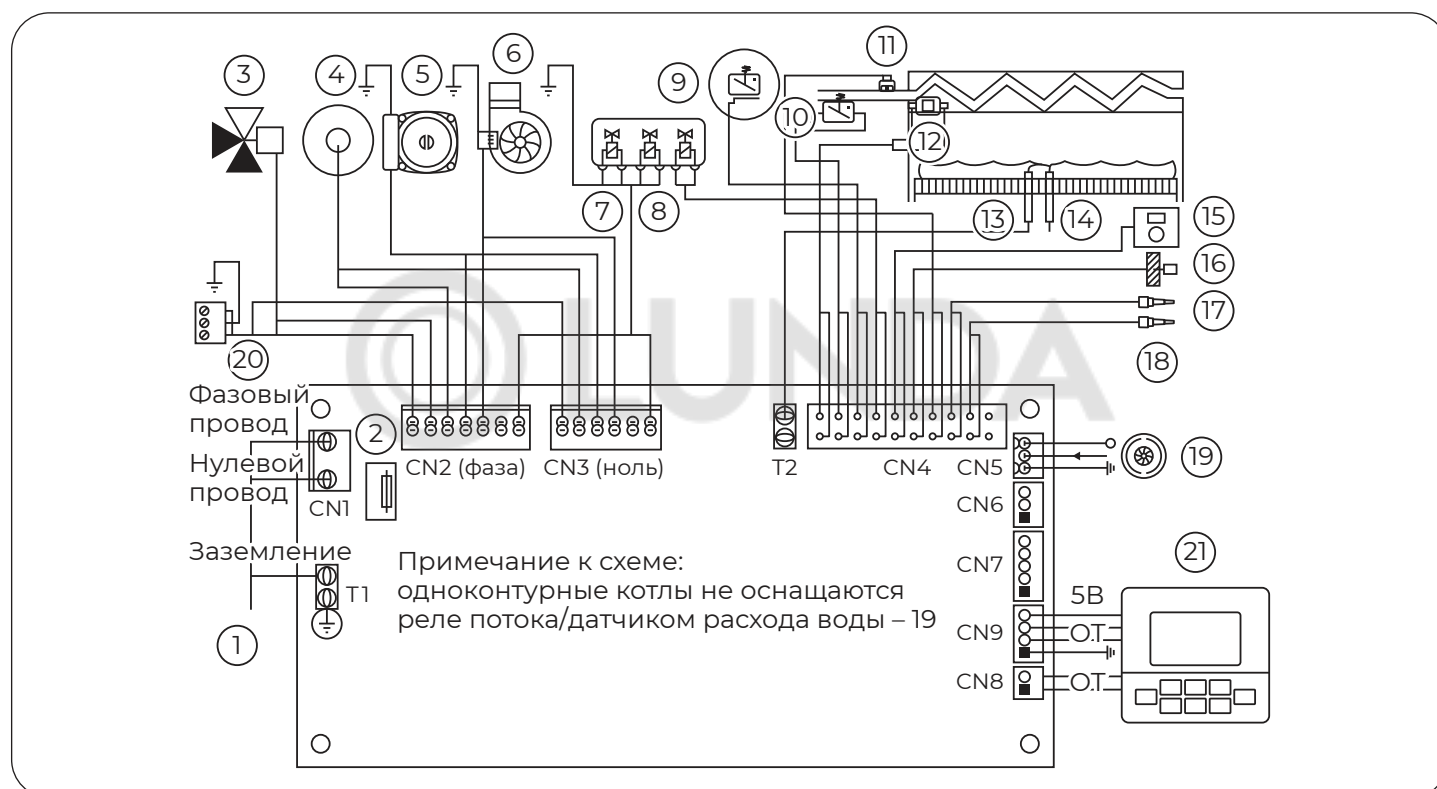 11
6
3
4
5
9
10
12
7
8
13
14
15
16
17
18
20
LUNDA
Фазовый
провод
2
Нулевой
провод
CN1
CN2 (фаза)
CN3 (ноль)
T2
CN4
CN5
19
CN6
CN7
21
Заземление
T1
Примечание к схеме:
одноконтурные котлы не оснащаются
реле потока/датчиком расхода воды – 19
1
5В
CN9
ОТ
CN8
ОТ